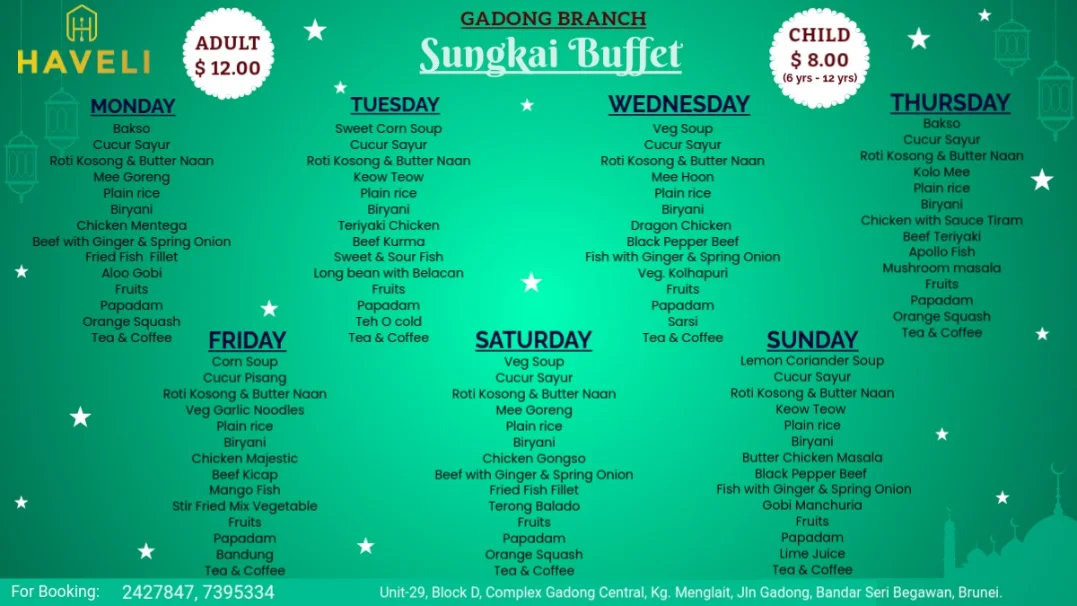 HAVELI
ADULT
$ 12.00
GADONG BRANCH
Sungkai Buffet
CHILD
$ 8.00
(6 yrs - 12 yrs)
MONDAY
Bakso
Cucur Sayur
Roti Kosong & Butter Naan
Mee Goreng
Plain rice
Biryani
Chicken Mentega
Beef with Ginger & Spring Onion
Fried Fish Fillet
Aloo Gobi
Fruits
Papadam
Orange Squash
Tea & Coffee
TUESDAY
Sweet Corn Soup
Cucur Sayur
Roti Kosong & Butter Naan
Keow Teow
Plain rice
Biryani
Teriyaki Chicken
Beef Kurma
Sweet & Sour Fish
Long bean with Belacan
Fruits
Papadam
Teh O cold
Tea & Coffee
WEDNESDAY
Veg Soup
Cucur Sayur
Roti Kosong & Butter Naan
Mee Hoon
Plain rice
Biryani
Dragon Chicken
Black Pepper Beef
Fish with Ginger & Spring Onion
Veg. Kolhapuri
Fruits
Papadam
Sarsi
Tea & Coffee
THURSDAY
Bakso
Cucur Sayur
Roti Kosong & Butter Naan
Kolo Mee
Plain rice
Biryani
Chicken with Sauce Tiram
Beef Teriyaki
Apollo Fish
Mushroom masala
Fruits
Papadam
Orange Squash
Tea & Coffee
FRIDAY
Corn Soup
Cucur Pisang
Roti Kosong & Butter Naan
Veg Garlic Noodles
Plain rice
Biryani
Chicken Majestic
Beef Kicap
Mango Fish
Stir Fried Mix Vegetable
Fruits
Papadam
Bandung
Tea & Coffee
SATURDAY
Veg Soup
Cucur Sayur
Roti Kosong & Butter Naan
Mee Goreng
Plain rice
Biryani
Chicken Gongso
Beef with Ginger & Spring Onion
Fried Fish Fillet
Terong Balado
Fruits
Papadam
Orange Squash
Tea & Coffee
SUNDAY
Lemon Coriander Soup
Cucur Sayur
Roti Kosong & Butter Naan
Keow Teow
Plain rice
Biryani
Butter Chicken Masala
Black Pepper Beef
Fish with Ginger & Spring Onion
Gobi Manchuria
Fruits
Papadam
Lime Juice
Tea & Coffee
For Booking: 2427847, 7395334
Unit-29, Block D, Complex Gadong Central, Kg. Menglait, Jln Gadong, Bandar Seri Begawan, Brunei.